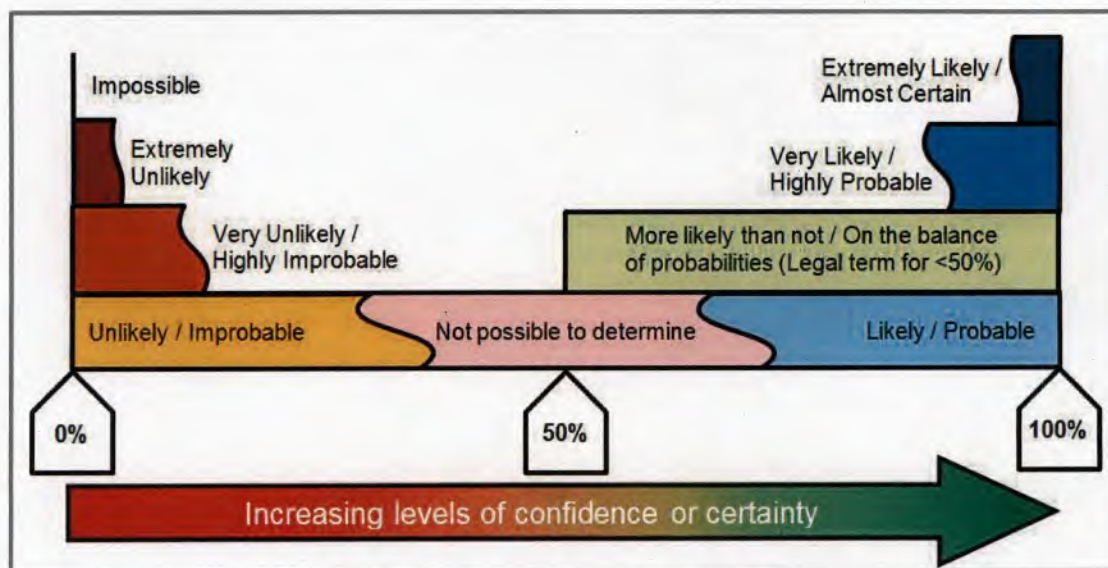 Impossible
Extremely Likely /
Almost Certain
Extremely
Unlikely
Very Likely /
Highly Probable
Very Unlikely /
Highly Improbable
More likely than not / On the balance
of probabilities (Legal term for <50%)
Unlikely / Improbable
Not possible to determine
Likely / Probable
0%
50%
100%
Increasing levels of confidence or certainty